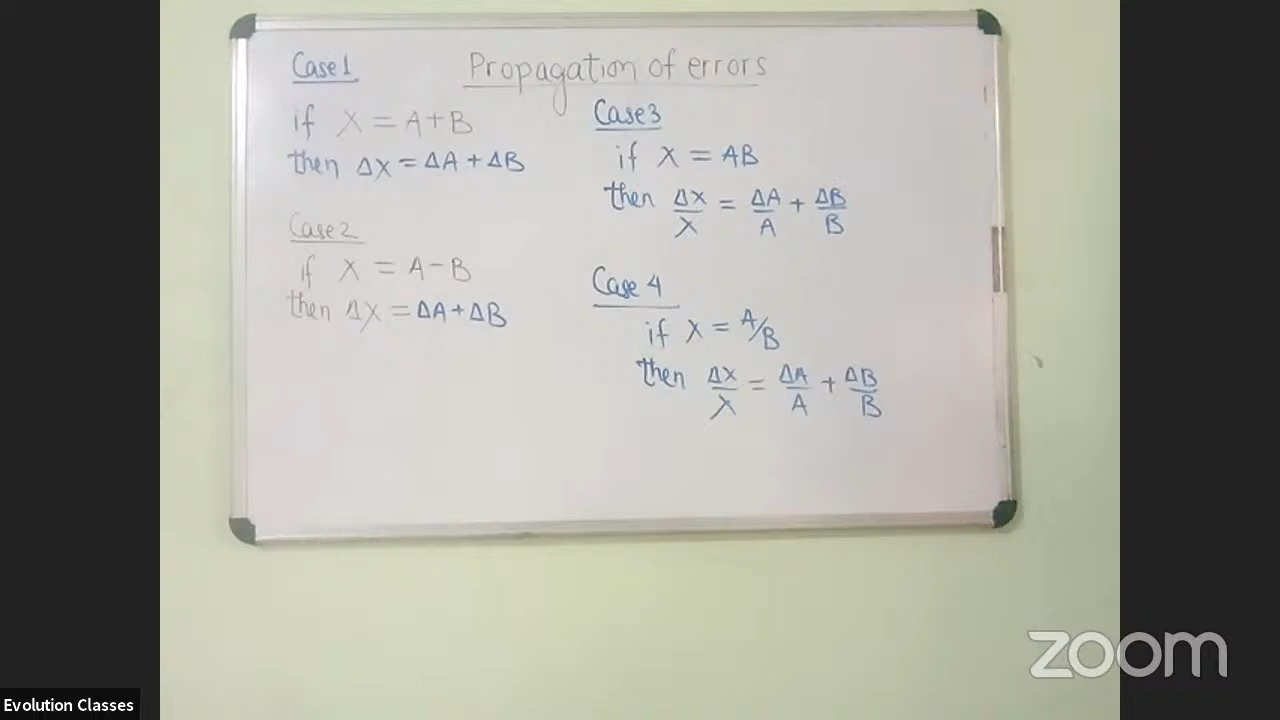 Propagation of errors
Case1
if X = A+B
then ΔX = ΔA + ΔB
Case2
if X = A−B
then ΔX = ΔA + ΔB
Case3
if X = AB
then ΔX/X = ΔA/A + ΔB/B
Case 4
if X = A/B
then ΔX/X = ΔA/A + ΔB/B
zoom
Evolution Classes